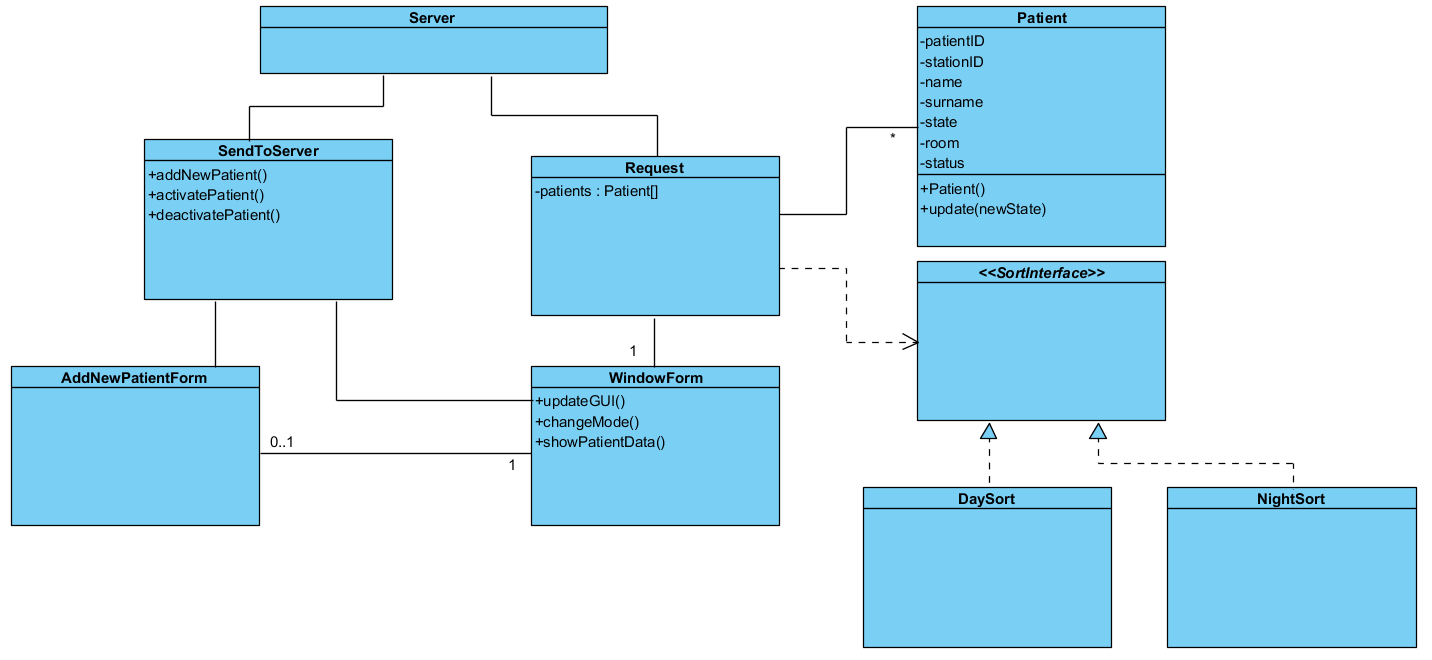 Server
Patient
-patientID
-stationID
-name
-surname
-state
-room
-status
+Patient()
+update(newState)
*
SendToServer
+addNewPatient()
+activatePatient()
+deactivatePatient()
Request
-patients : Patient[]
<<SortInterface>>
1
AddNewPatientForm
WindowForm
+updateGUI()
+changeMode()
+showPatientData()
0..1
1
DaySort
NightSort